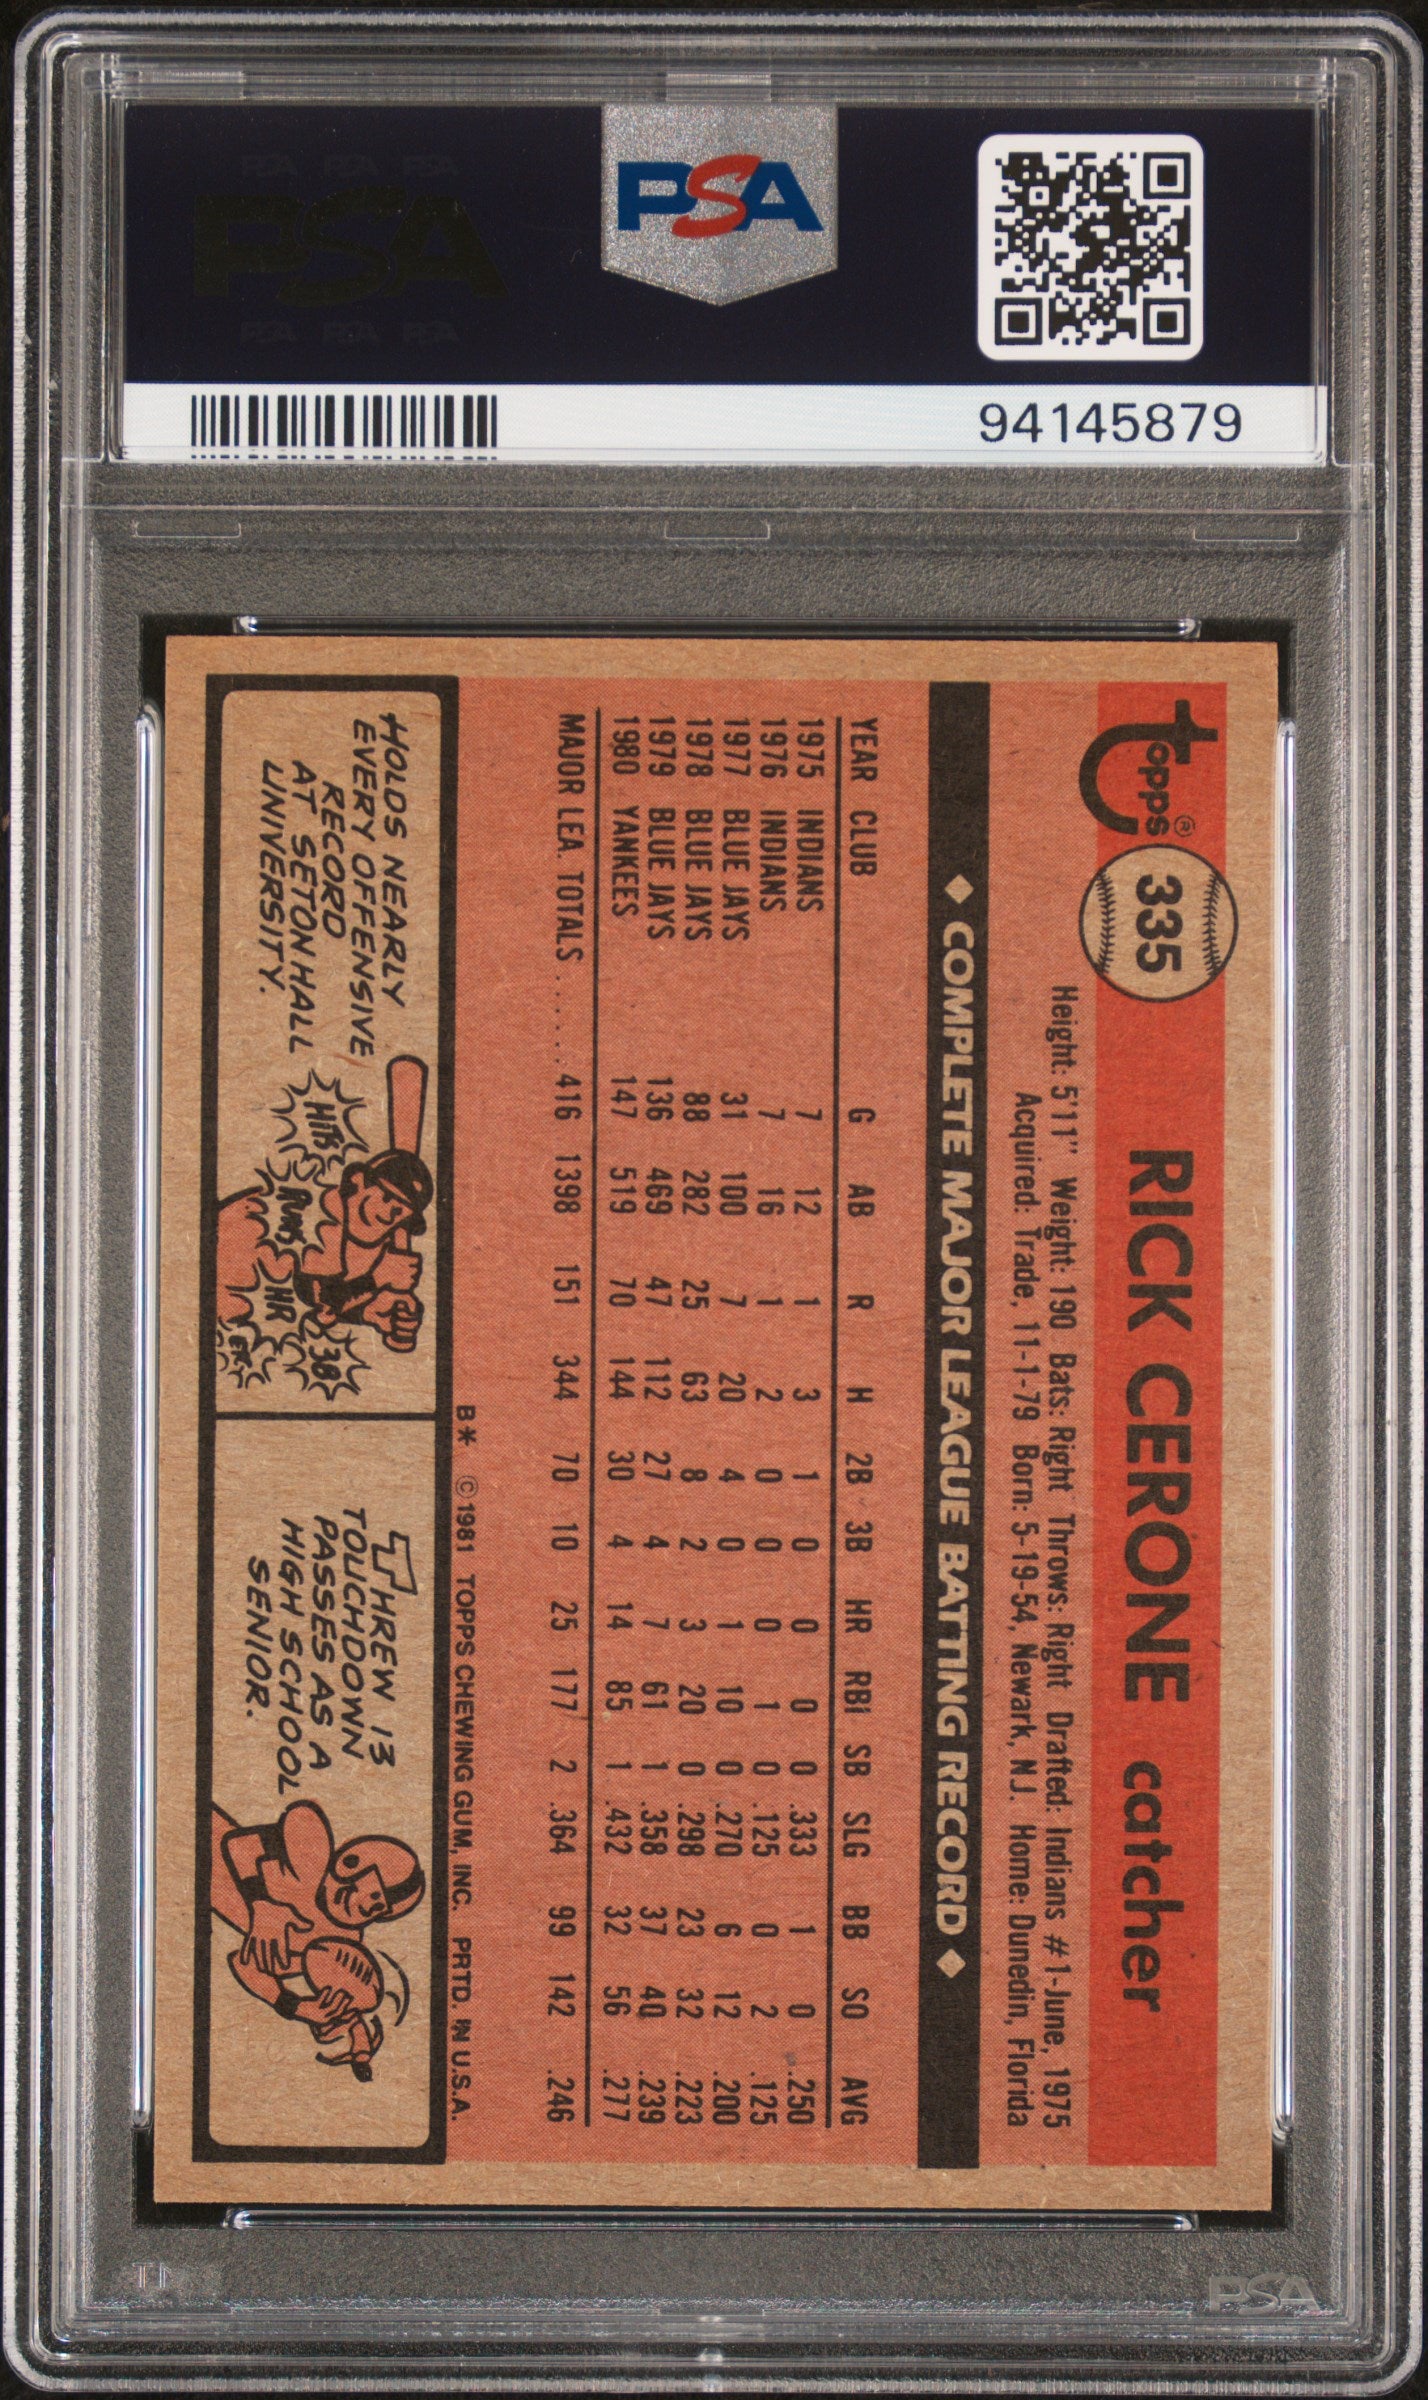 PSA PSA PSA
PSA
PSA PSA PSA
PSA
94145879
topps®
335
RICK CERONE catcher
Height: 5'11" Weight: 190 Bats: Right Throws: Right Drafted: Indians #1-June, 1975
Acquired: Trade, 11-1-79 Born: 5-19-54, Newark, N.J. Home: Dunedin, Florida
◆ COMPLETE MAJOR LEAGUE BATTING RECORD ◆
YEAR CLUB G AB R H 2B 3B HR RBI SB SLG BB SO AVG
1975 INDIANS 7 12 1 3 1 0 0 0 0 .333 1 0 .250
1976 INDIANS 7 16 1 2 0 0 0 1 0 .125 0 2 .125
1977 BLUE JAYS 31 100 7 20 4 0 1 10 0 .270 6 12 .200
1978 BLUE JAYS 88 282 25 63 8 2 3 20 0 .298 23 32 .223
1979 BLUE JAYS 136 469 47 112 27 4 7 61 1 .358 37 40 .239
1980 YANKEES 147 519 70 144 30 4 14 85 1 .432 32 56 .277
MAJOR LEA. TOTALS ...... 416 1398 151 344 70 10 25 177 2 .364 99 142 .246
B* © 1981 TOPPS CHEWING GUM, INC. PRTD. IN U.S.A.
HOLDS NEARLY
EVERY OFFENSIVE
RECORD
AT SETON HALL
UNIVERSITY.
HITS
RUNS
HR
3B
THREW 13
TOUCHDOWN
PASSES AS A
HIGH SCHOOL
SENIOR.
PSA